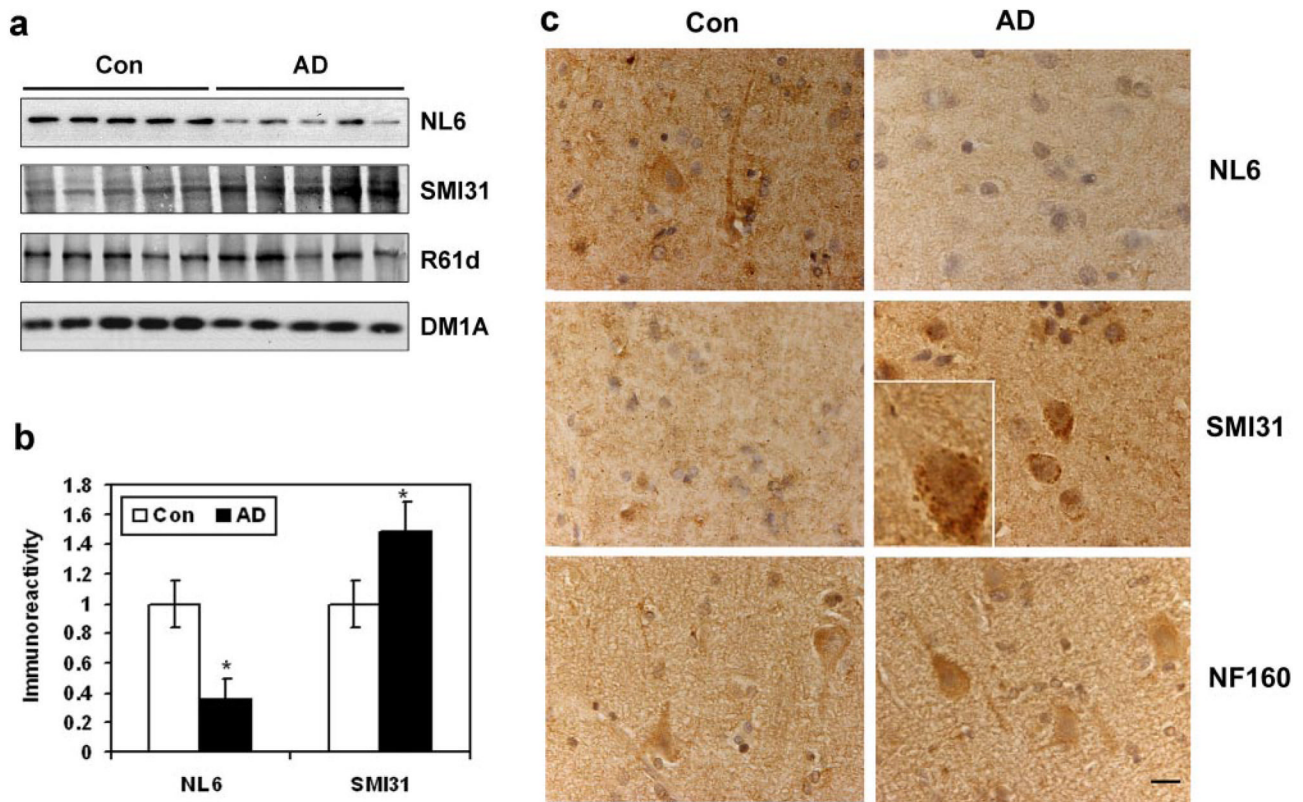 a
Con AD
NL6
SMI31
R61d
DM1A
b
Immunoreactivity
1.8
1.6
1.4
1.2
1
0.8
0.6
0.4
0.2
0
Con AD
*
*
NL6 SMI31
c
Con AD
NL6
SMI31
NF160